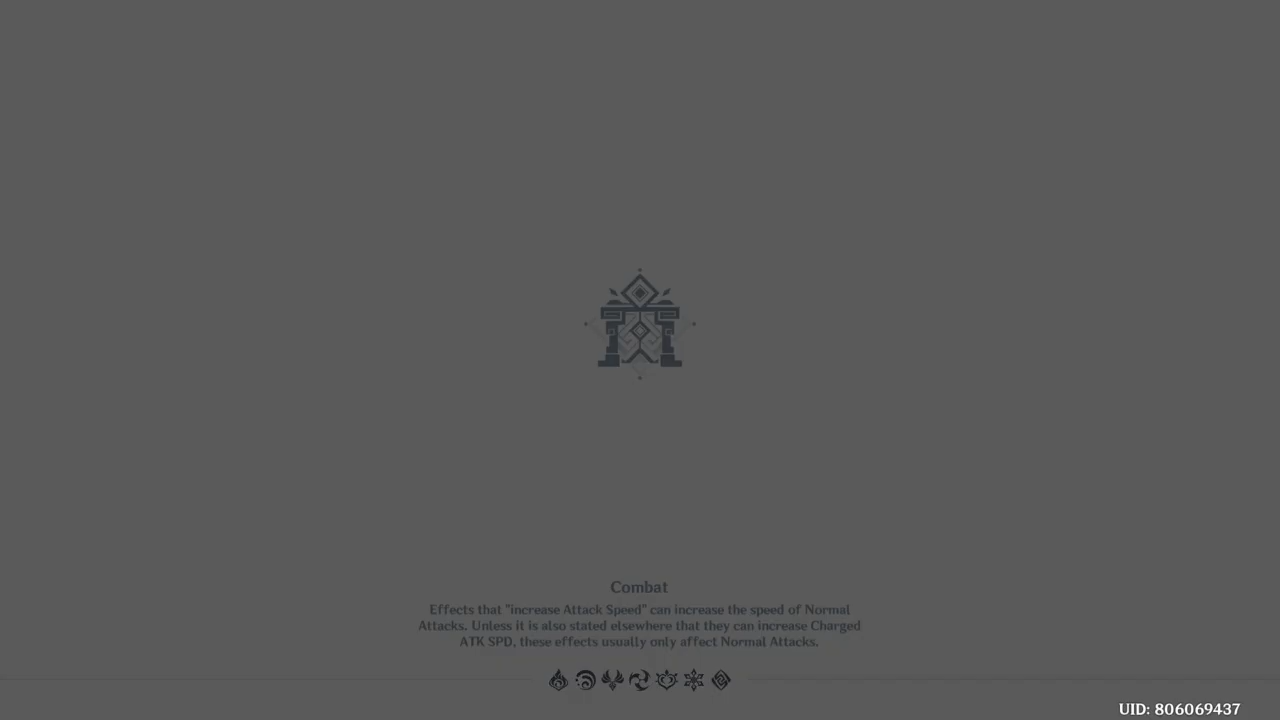 Combat
Effects that "increase Attack Speed" can increase the speed of Normal
Attacks. Unless it is also stated elsewhere that they can increase Charged
ATK SPD, these effects usually only affect Normal Attacks.
UID: 806069437